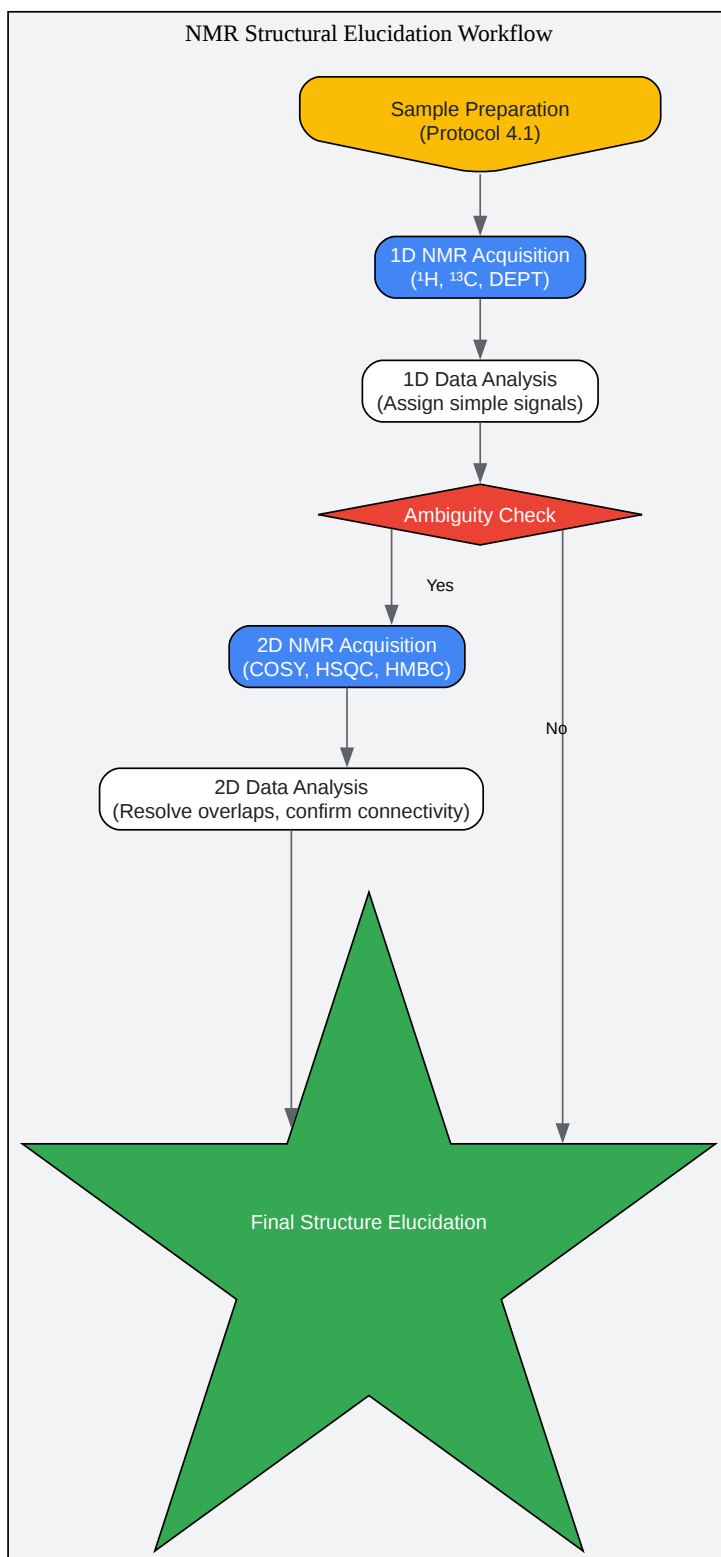 NMR Structural Elucidation Workflow
Sample Preparation
(Protocol 4.1)
1D NMR Acquisition
(¹H, ¹³C, DEPT)
1D Data Analysis
(Assign simple signals)
Ambiguity Check
Yes
2D NMR Acquisition
(COSY, HSQC, HMBC)
No
2D Data Analysis
(Resolve overlaps, confirm connectivity)
Final Structure Elucidation